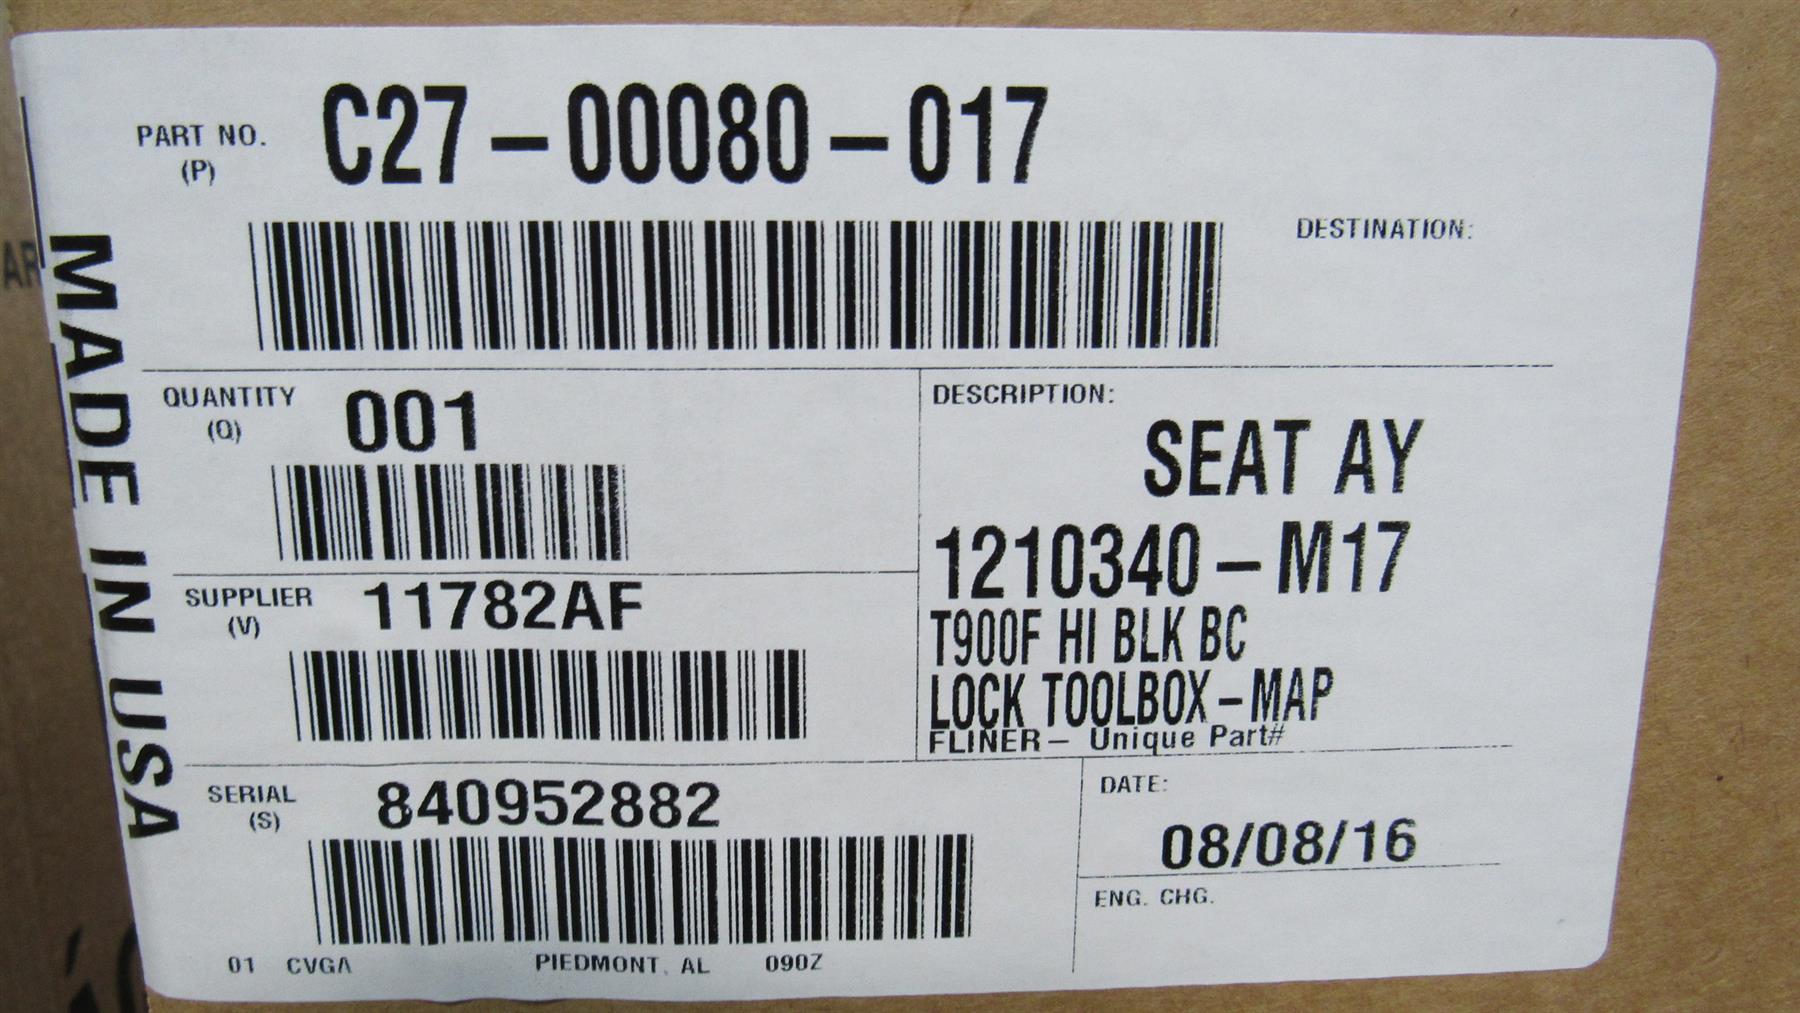 PART NO. C27-00080-017
(P)
DESTINATION:
MADE IN USA
QUANTITY 001
(Q)
DESCRIPTION:
SEAT AY
1210340-M17
T900F HI BLK BC
LOCK TOOLBOX-MAP
FLINER- Unique Part#
SUPPLIER 11782AF
(V)
SERIAL 840952882
(S)
DATE:
08/08/16
ENG. CHG.
01 CVGA PIEDMONT, AL 090Z